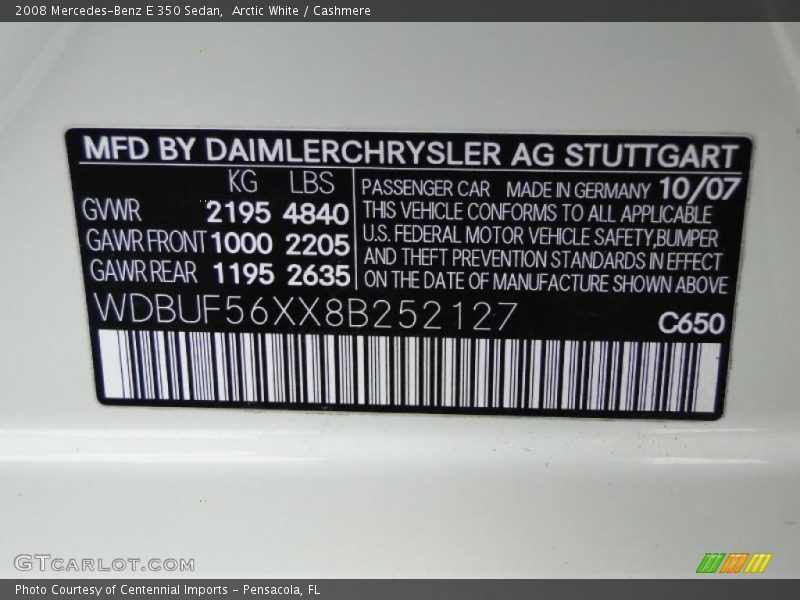 2008 Mercedes-Benz E 350 Sedan,  Arctic White / Cashmere
MFD BY DAIMLERCHRYSLER AG STUTTGART
KG LBS
GVWR 2195 4840
GAWR FRONT 1000 2205
GAWR REAR 1195 2635
PASSENGER CAR MADE IN GERMANY 10/07
THIS VEHICLE CONFORMS TO ALL APPLICABLE
U.S. FEDERAL MOTOR VEHICLE SAFETY,BUMPER
AND THEFT PREVENTION STANDARDS IN EFFECT
ON THE DATE OF MANUFACTURE SHOWN ABOVE
WDBUF56XX8B252127
C650
GTCARLOT.COM
Photo Courtesy of Centennial Imports - Pensacola, FL